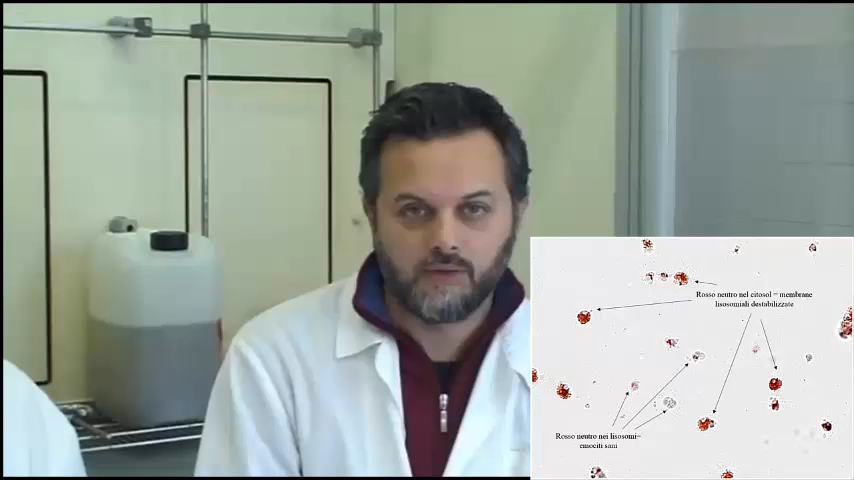 Rosso neutro nel citosol = membrane
lisosomiali destabilizzate
Rosso neutro nei lisosomi=
emociti sani